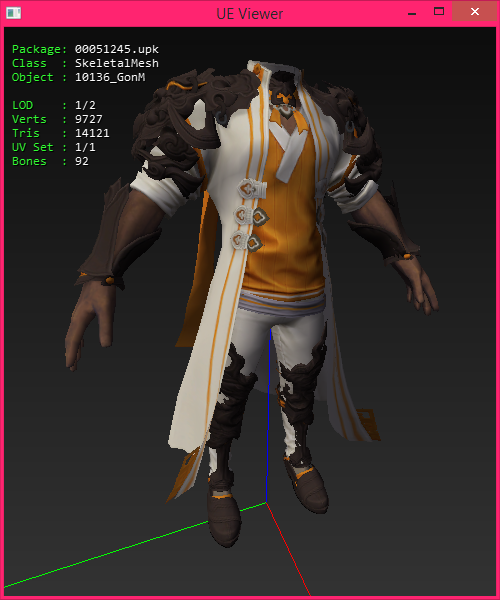 UE Viewer
Package: 00051245.upk
Class : SkeletalMesh
Object : 10136_GonM
LOD : 1/2
Verts : 9727
Tris : 14121
UV Set : 1/1
Bones : 92